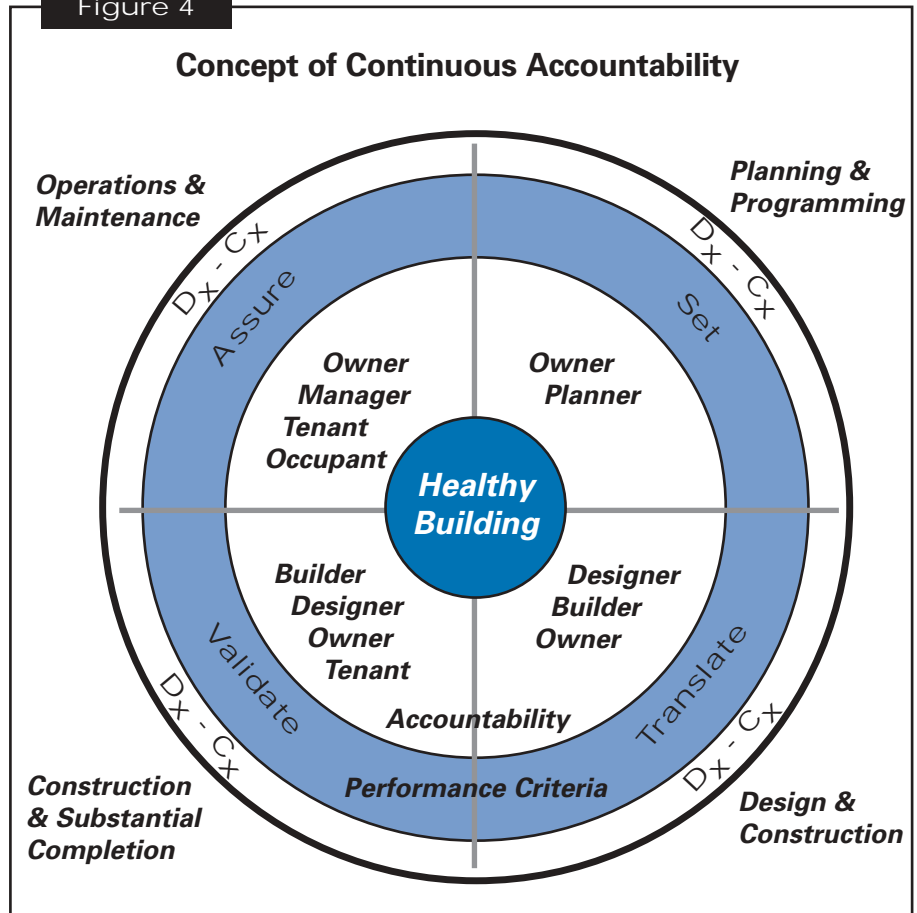 Figure 4
Concept of Continuous Accountability
Operations &
Maintenance
Planning &
Programming
Dx - Cx
Dx - Cx
Assure
Set
Owner
Manager
Tenant
Occupant
Owner
Planner
Healthy
Building
Builder
Designer
Owner
Tenant
Designer
Builder
Owner
Validate
Translate
Accountability
Performance Criteria
Dx - Cx
Dx - Cx
Construction
& Substantial
Completion
Design &
Construction